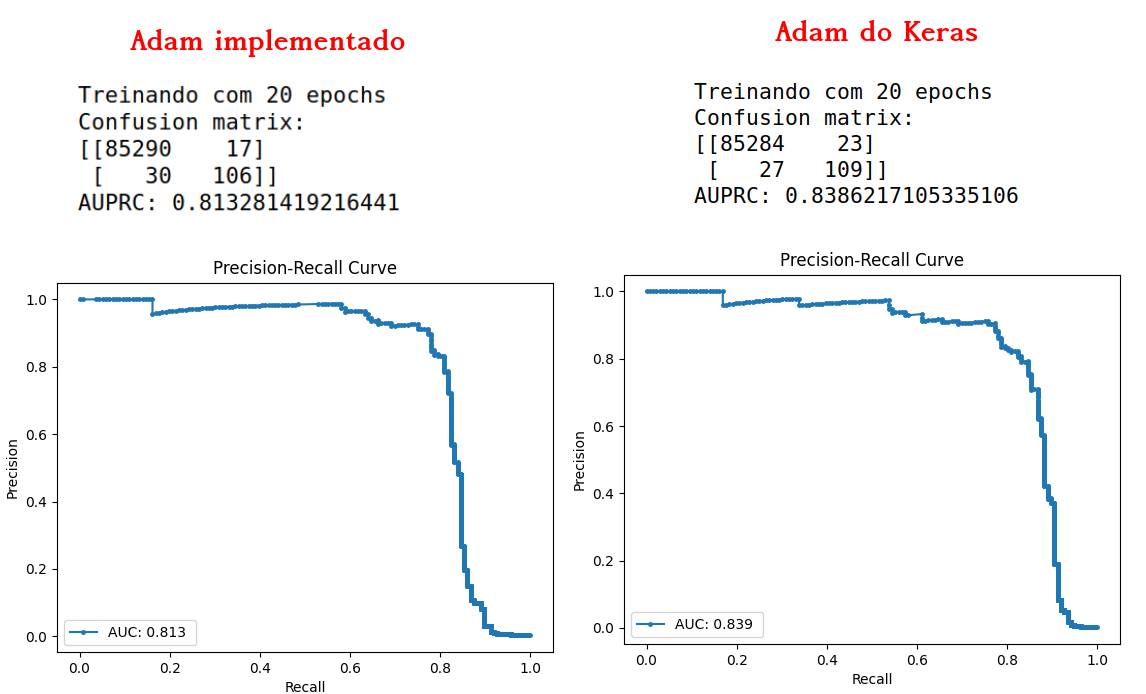 Adam implementado
Treinando com 20 epochs
Confusion matrix:
[[85290    17]
 [   30   106]]
AUPRC: 0.813281419216441
Precision-Recall Curve
1.0
0.8
0.6
0.4
0.2
0.0
Precision
AUC: 0.813
0.0 0.2 0.4 0.6 0.8 1.0
Recall
Adam do Keras
Treinando com 20 epochs
Confusion matrix:
[[85284    23]
 [   27   109]]
AUPRC: 0.8386217105335106
Precision-Recall Curve
1.0
0.8
0.6
0.4
0.2
0.0
Precision
AUC: 0.839
0.0 0.2 0.4 0.6 0.8 1.0
Recall